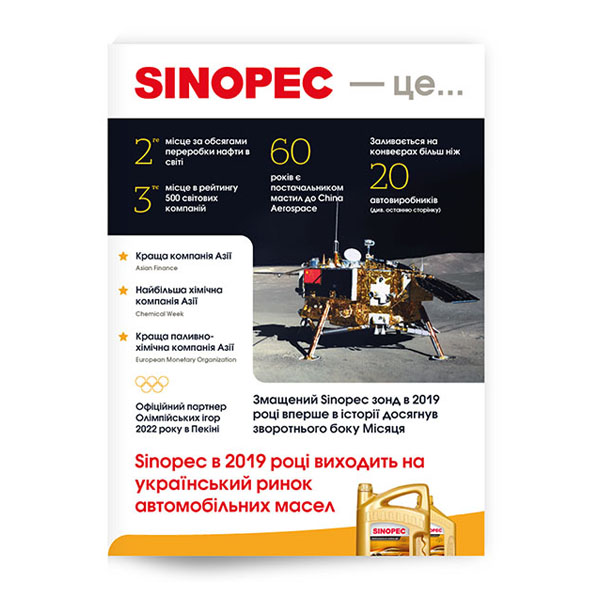 SINOPEC — це...
2ге місце за обсягами
переробки нафти в
світі
3тє місце в рейтингу
500 світових
компаній
60
років є
постачальником
мастил до China
Aerospace
Заливається на
конвеєрах більш ніж
20
автовиробників
(див. останню сторінку)
Краща компанія Азії
Asian Finance
Найбільша хімічна
компанія Азії
Chemical Week
Краща паливно-
хімічна компанія Азії
European Monetary Organization
Офіційний партнер
Олімпійських ігор
2022 року в Пекіні
Змащений Sinopec зонд в 2019
році вперше в історії досягнув
зворотнього боку Місяця
Sinopec в 2019 році виходить на
український ринок
автомобільних масел
SINOPEC
SINOPEC